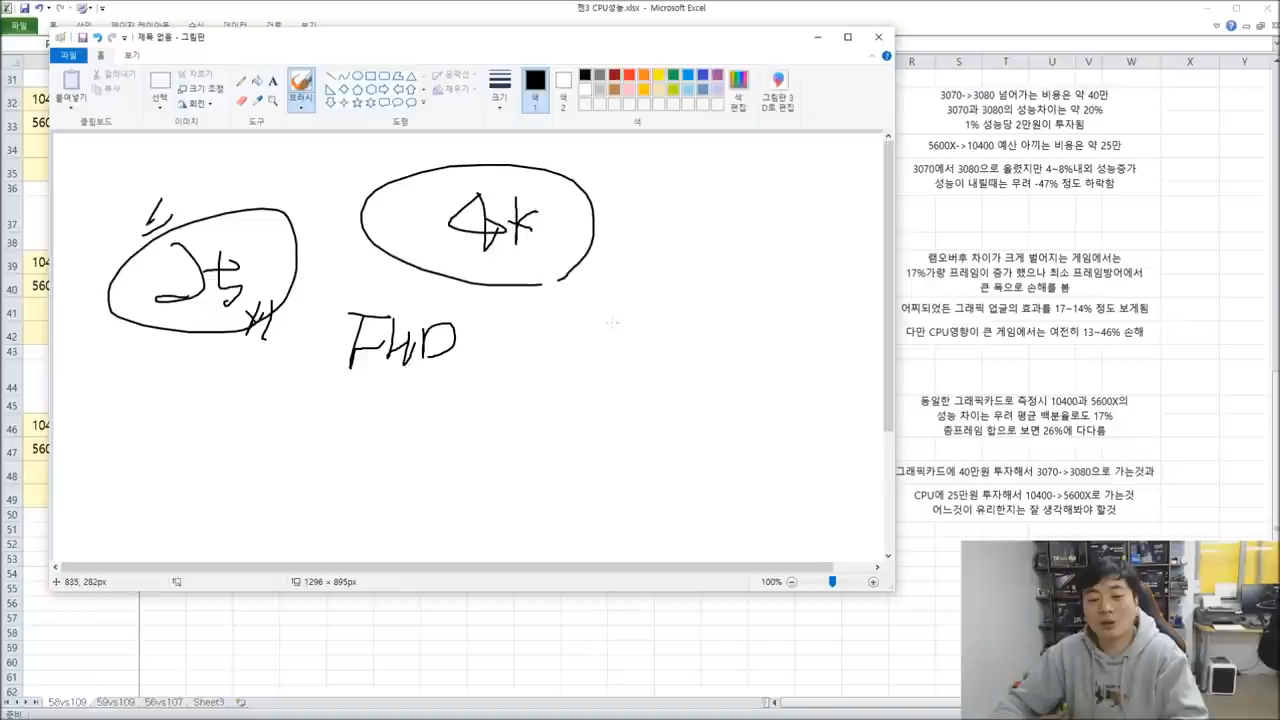 젠3 CPU성능.xlsx - Microsoft Excel
파일
제목 없음 - 그림판
파일
홈
보기
붙여넣기
잘라내기
복사
클립보드
선택
자르기
크기 조정
회전
이미지
도구
브러시
윤곽선
채우기
도형
크기
색
1
색
2
색
편집
그림판 3
D로 편집
색
4K
FHD
835, 282px
1296 × 895px
100%
R S T U V W X Y
31
32
33
34
35
36
37
38
39
40
41
42
43
44
45
46
47
48
49
50
51
52
53
54
55
56
57
58
59
60
61
62
3070->3080 넘어가는 비용은 약 40만
3070과 3080의 성능차이는 약 20%
1% 성능당 2만원이 투자됨
5600X->10400 예산 아끼는 비용은 약 25만
3070에서 3080으로 올렸지만 4~8%내외 성능증가
성능이 내릴때는 무려 -47% 정도 하락함
램오버후 차이가 크게 벌어지는 게임에서는
17%가량 프레임이 증가 했으나 최소 프레임방어에서
큰 폭으로 손해를 봄
어찌되었든 그래픽 업글의 효과를 17~14% 정도 보게됨
다만 CPU영향이 큰 게임에서는 여전히 13~46% 손해
동일한 그래픽카드로 측정시 10400과 5600X의
성능 차이는 무려 평균 백분율로도 17%
총프레임 합으로 보면 26%에 다다름
그래픽카드에 40만원 투자해서 3070->3080으로 가는것과
CPU에 25만원 투자해서 10400->5600X로 가는것
어느것이 유리한지는 잘 생각해봐야 할것
58vs109
59vs109
56vs107
Sheet3
준비